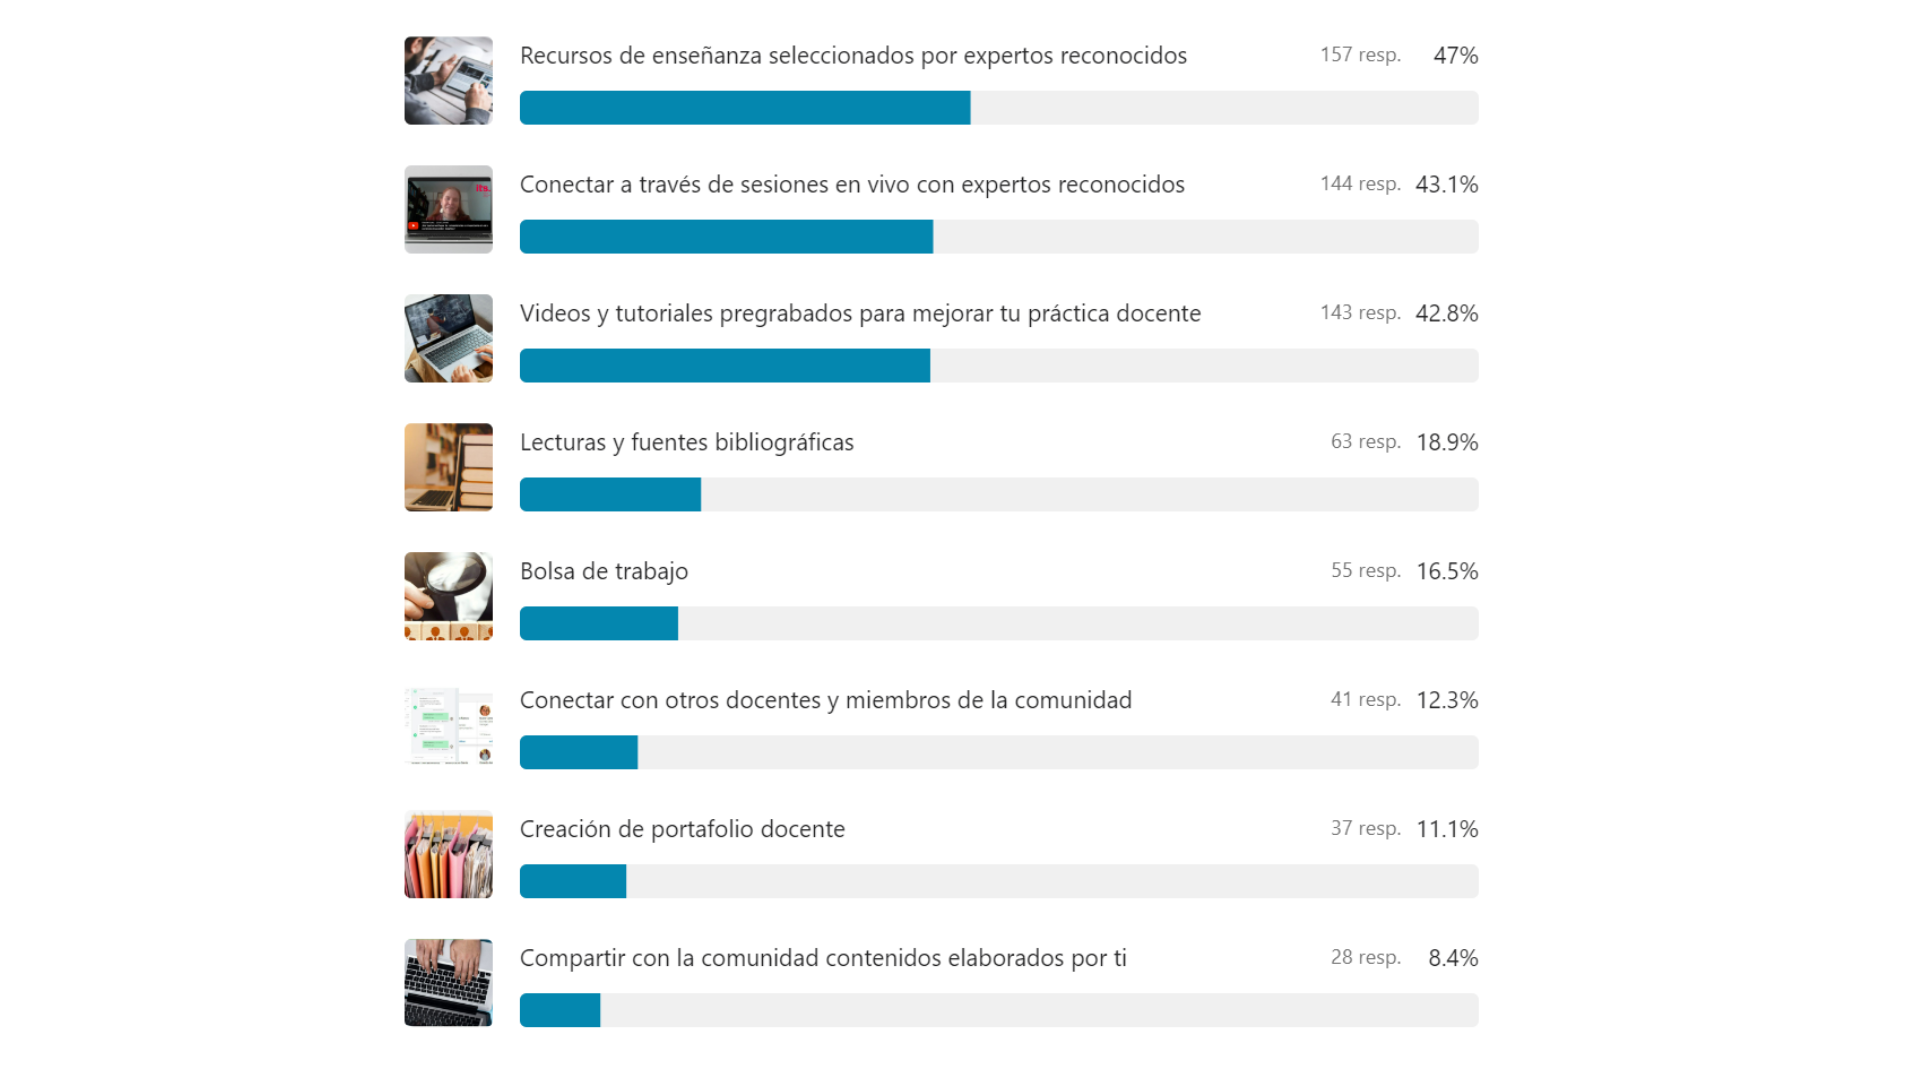 Recursos de enseñanza seleccionados por expertos reconocidos 157 resp. 47%
Conectar a través de sesiones en vivo con expertos reconocidos 144 resp. 43.1%
its.
Videos y tutoriales pregrabados para mejorar tu práctica docente 143 resp. 42.8%
Lecturas y fuentes bibliográficas 63 resp. 18.9%
Bolsa de trabajo 55 resp. 16.5%
Conectar con otros docentes y miembros de la comunidad 41 resp. 12.3%
Creación de portafolio docente 37 resp. 11.1%
Compartir con la comunidad contenidos elaborados por ti 28 resp. 8.4%